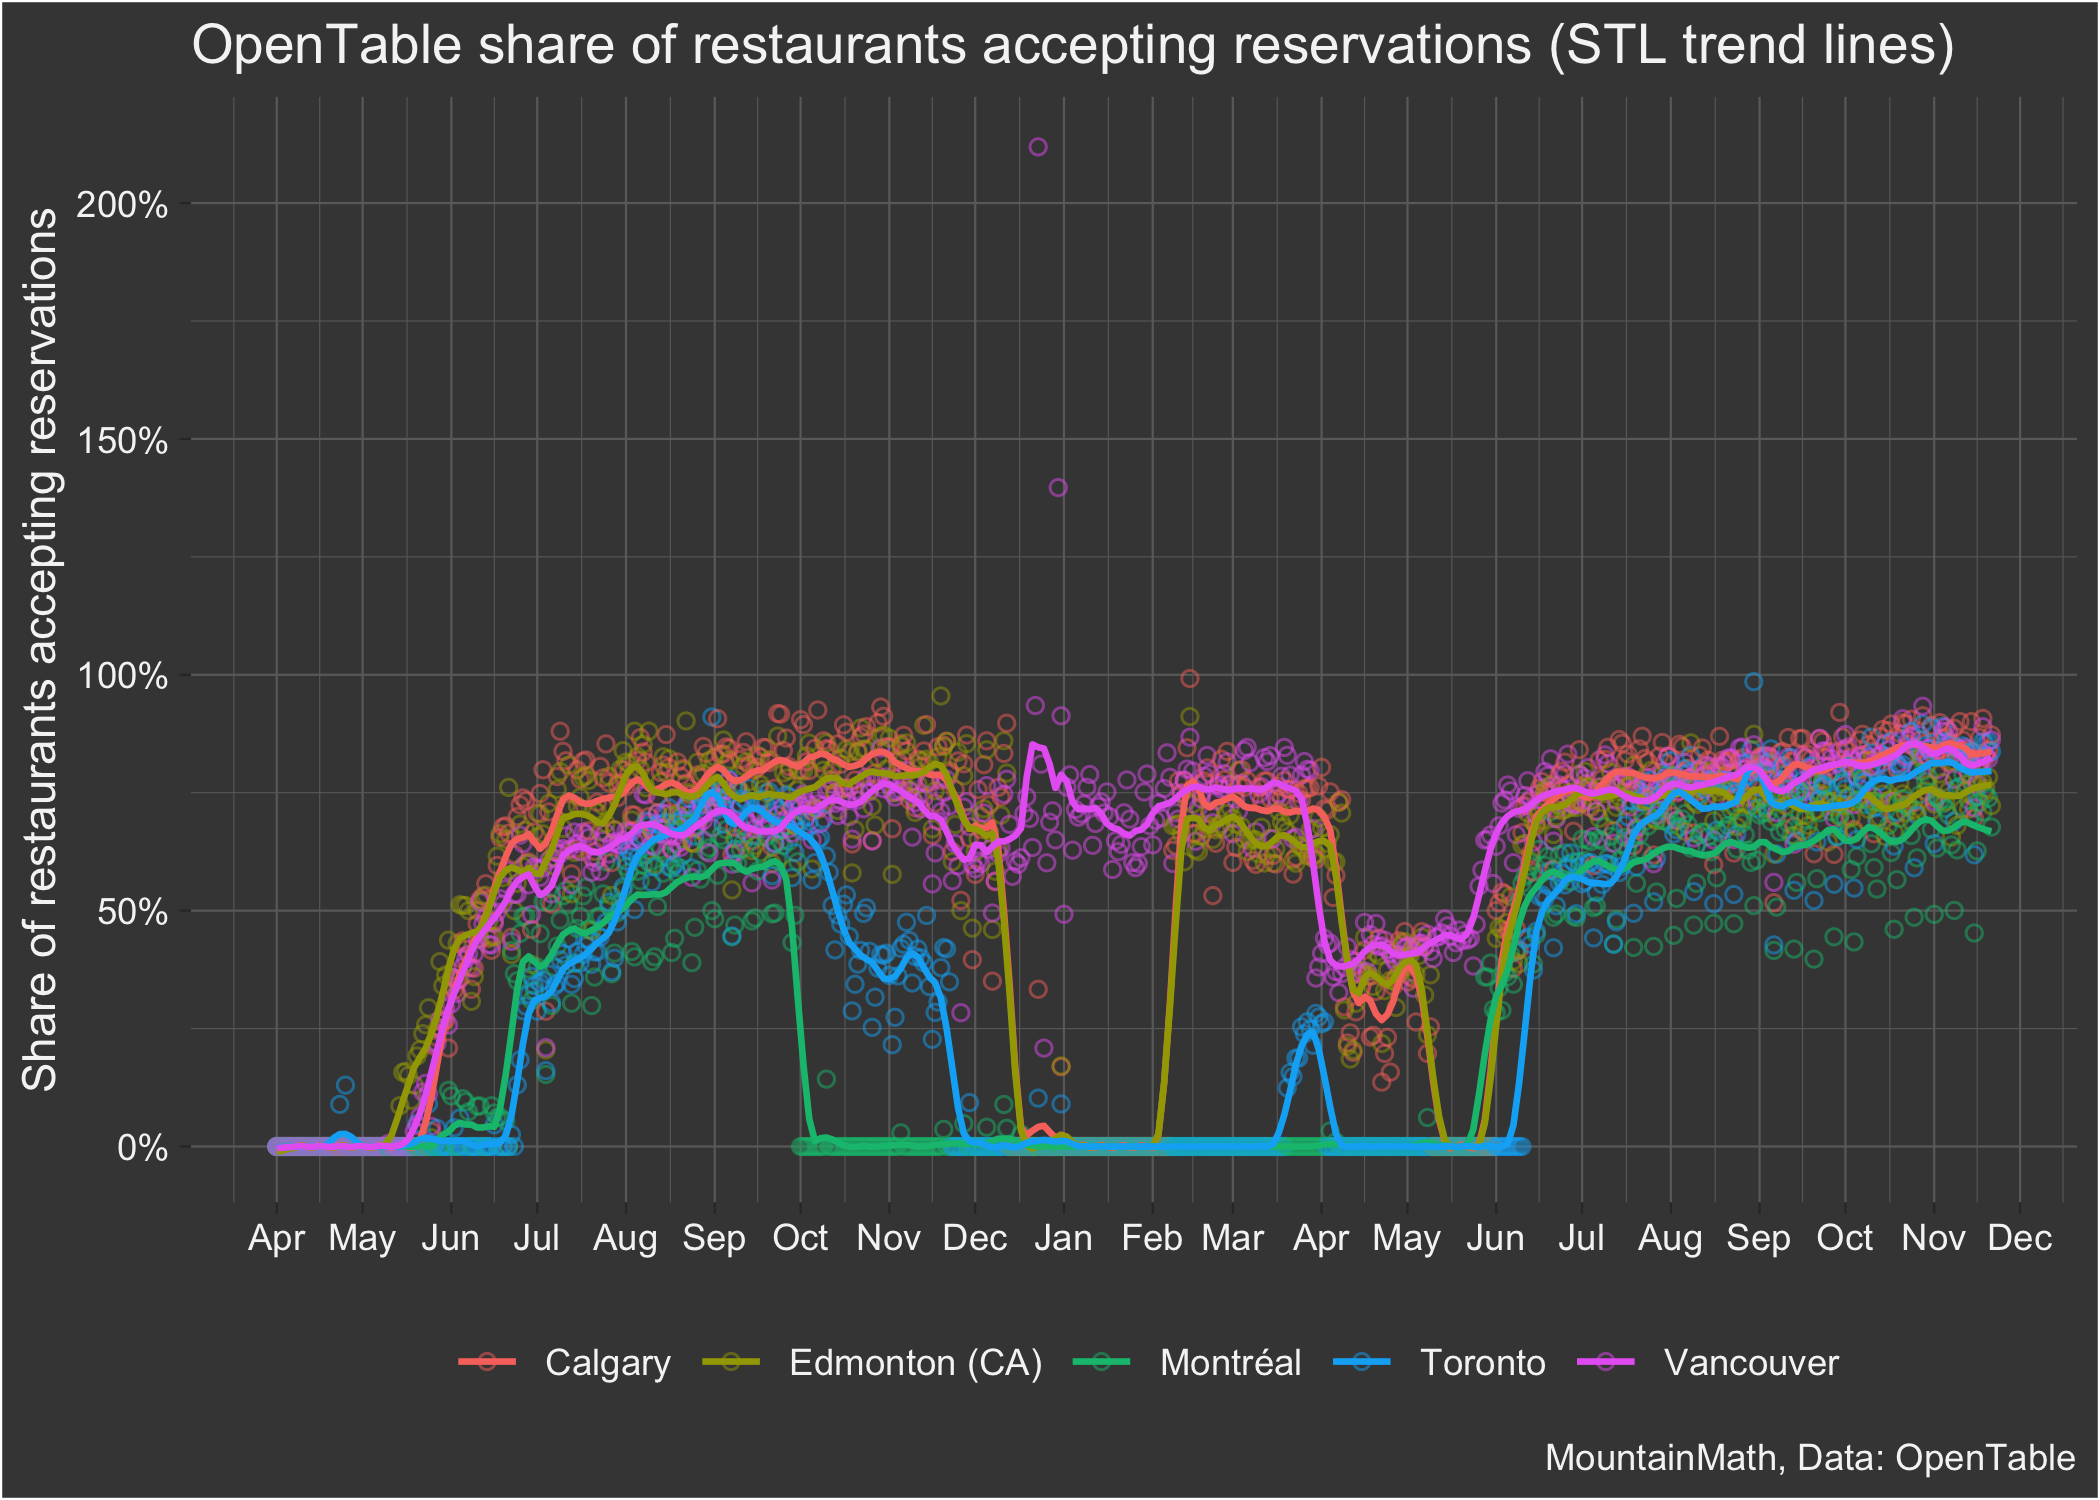 OpenTable share of restaurants accepting reservations (STL trend lines)
Share of restaurants accepting reservations
200%
150%
100%
50%
0%
Apr May Jun Jul Aug Sep Oct Nov Dec Jan Feb Mar Apr May Jun Jul Aug Sep Oct Nov Dec
Calgary Edmonton (CA) Montréal Toronto Vancouver
MountainMath, Data: OpenTable